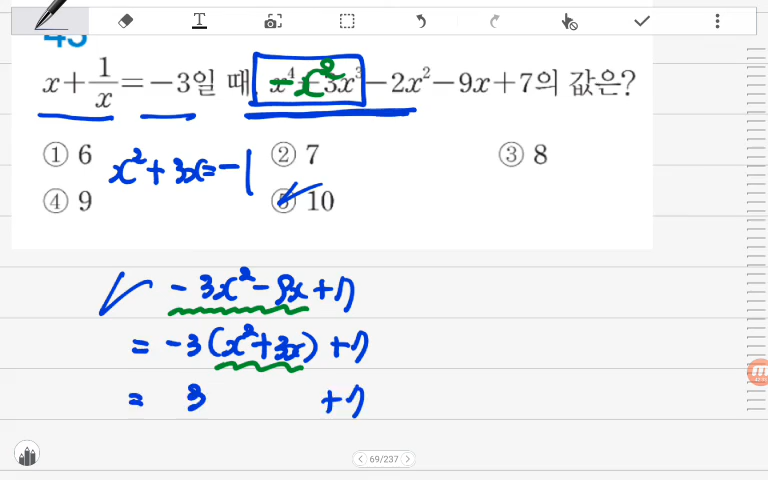 45
x + 1/x = −3일 때 x⁴+3x³−2x²−9x+7의 값은?
−x²
① 6 ② 7 ③ 8
x²+3x=−1
④ 9 ⑤ 10
−3x²−9x+7
= −3(x²+3x)+7
= 3 +7
69/237